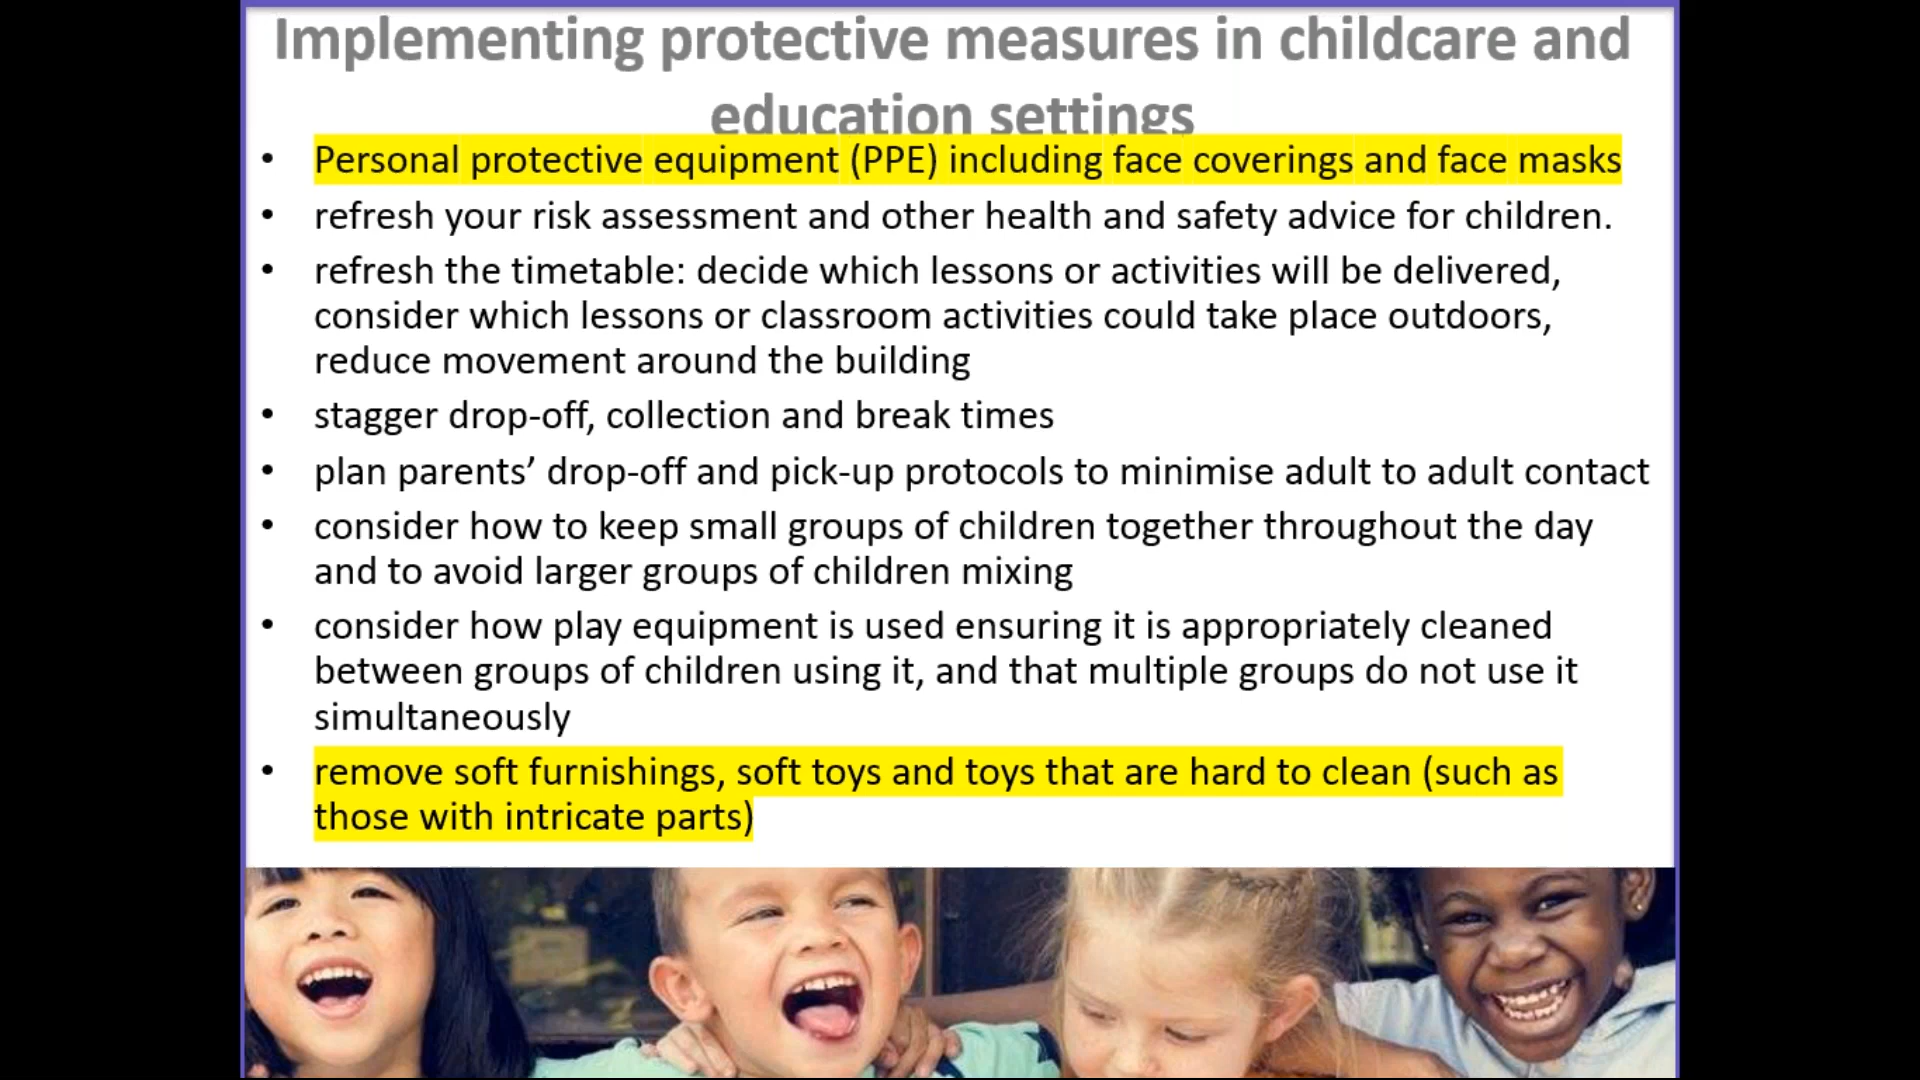 Implementing protective measures in childcare and
education settings
• Personal protective equipment (PPE) including face coverings and face masks
• refresh your risk assessment and other health and safety advice for children.
• refresh the timetable: decide which lessons or activities will be delivered,
consider which lessons or classroom activities could take place outdoors,
reduce movement around the building
• stagger drop-off, collection and break times
• plan parents’ drop-off and pick-up protocols to minimise adult to adult contact
• consider how to keep small groups of children together throughout the day
and to avoid larger groups of children mixing
• consider how play equipment is used ensuring it is appropriately cleaned
between groups of children using it, and that multiple groups do not use it
simultaneously
• remove soft furnishings, soft toys and toys that are hard to clean (such as
those with intricate parts)